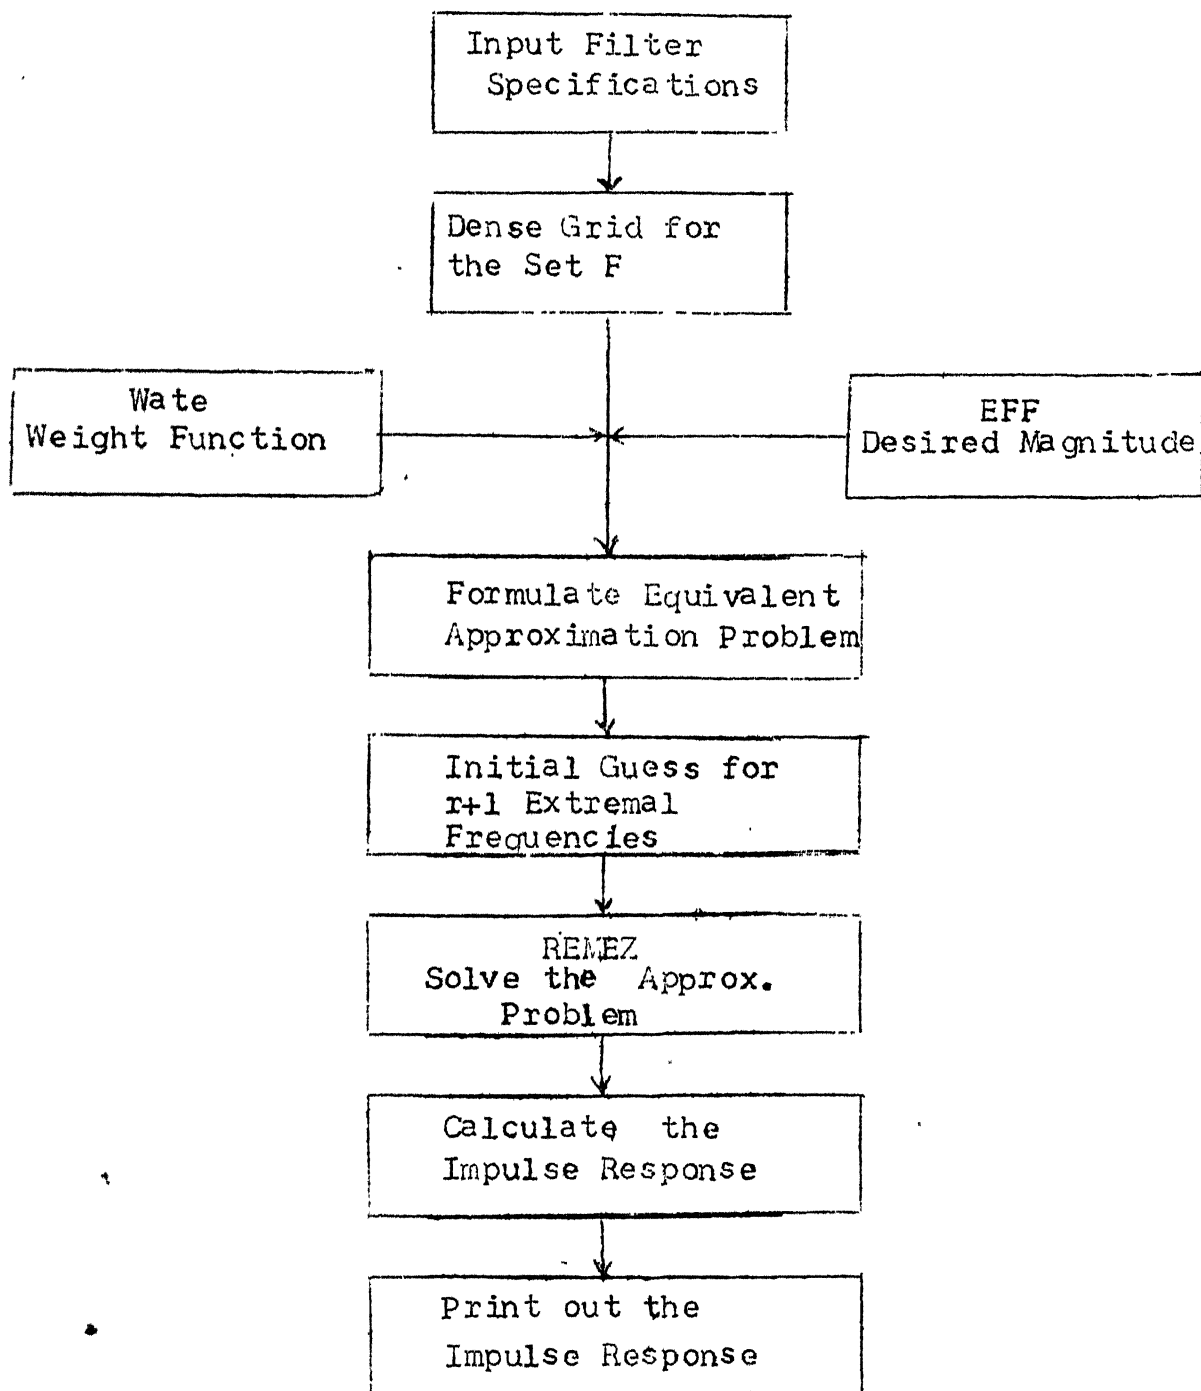 Input Filter
Specifications
Dense Grid for
the Set F
Wate
Weight Function
EFF
Desired Magnitude
Formulate Equivalent
Approximation Problem
Initial Guess for
r+1 Extremal
Frequencies
REMEZ
Solve the Approx.
Problem
Calculate the
Impulse Response
Print out the
Impulse Response